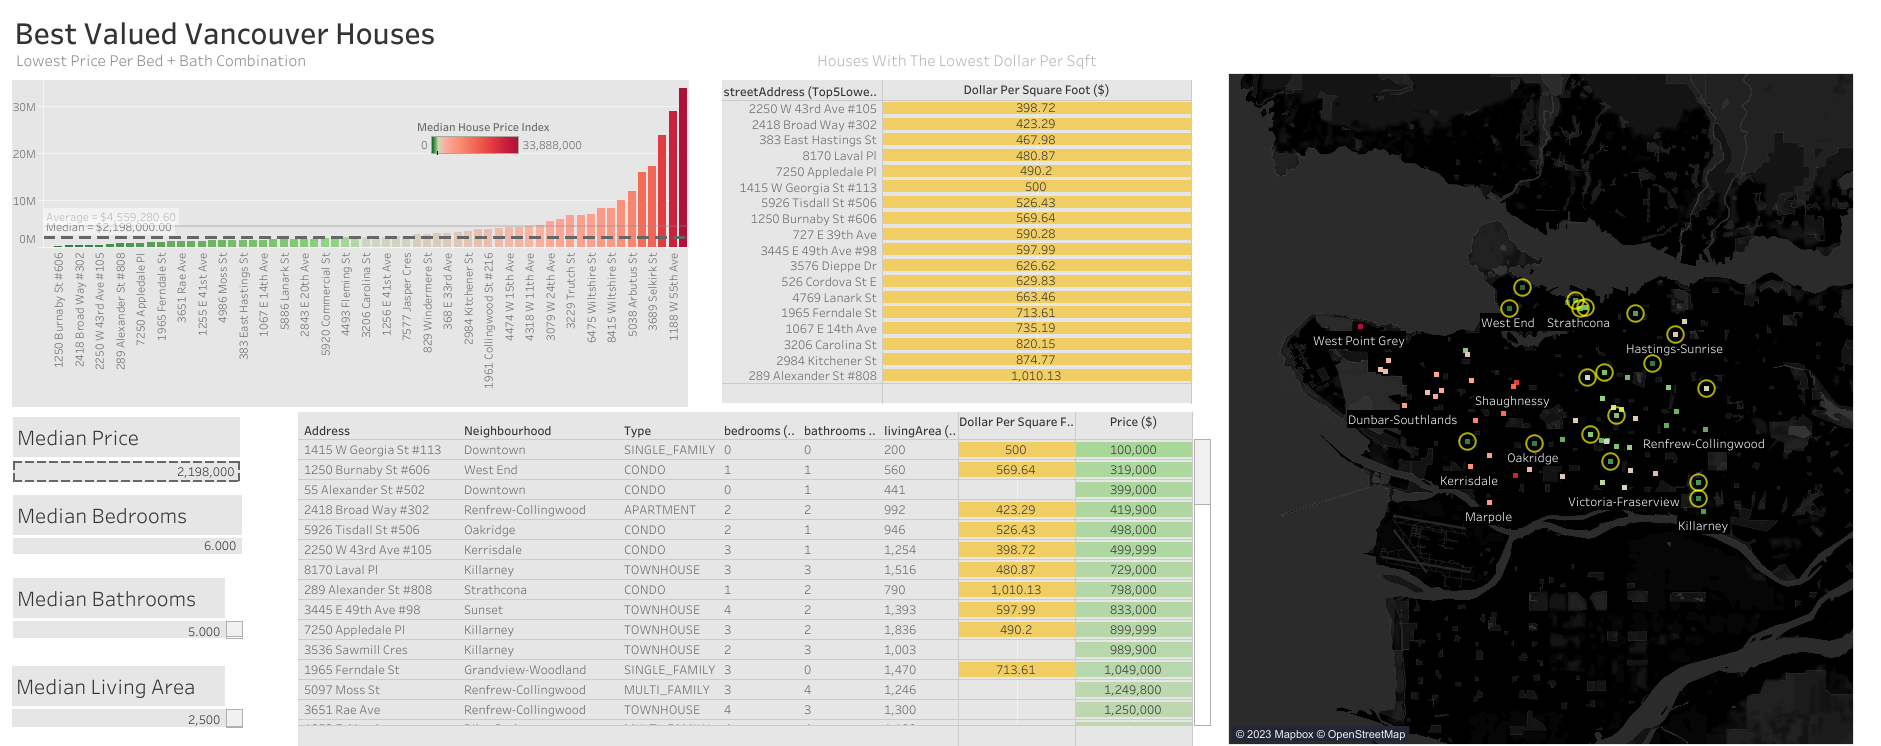 Best Valued Vancouver Houses
Lowest Price Per Bed + Bath Combination
30M
20M
10M
0M
Median House Price Index
0 33,888,000
Average = $4,559,280.60
Median = $2,198,000.00
1250 Burnaby St #606
2418 Broad Way #302
2250 W 43rd Ave #105
289 Alexander St #808
7250 Appledale Pl
1965 Ferndale St
3651 Rae Ave
1255 E 41st Ave
4986 Moss St
383 East Hastings St
1067 E 14th Ave
5886 Lanark St
2843 E 20th Ave
5920 Commercial St
4493 Fleming St
3206 Carolina St
1256 E 41st Ave
7577 Jasper Cres
829 Windermere St
368 E 33rd Ave
2984 Kitchener St
1961 Collingwood St #216
4474 W 15th Ave
4318 W 11th Ave
3079 W 24th Ave
3229 Trutch St
6475 Wiltshire St
8415 Wiltshire St
5038 Arbutus St
3689 Selkirk St
1188 W 55th Ave
Houses With The Lowest Dollar Per Sqft
streetAddress (Top5Lowe.. Dollar Per Square Foot ($)
2250 W 43rd Ave #105 398.72
2418 Broad Way #302 423.29
383 East Hastings St 467.98
8170 Laval Pl 480.87
7250 Appledale Pl 490.2
1415 W Georgia St #113 500
5926 Tisdall St #506 526.43
1250 Burnaby St #606 569.64
727 E 39th Ave 590.28
3445 E 49th Ave #98 597.99
3576 Dieppe Dr 626.62
526 Cordova St E 629.83
4769 Lanark St 663.46
1965 Ferndale St 713.61
1067 E 14th Ave 735.19
3206 Carolina St 820.15
2984 Kitchener St 874.77
289 Alexander St #808 1,010.13
Median Price
2,198,000
Median Bedrooms
6.000
Median Bathrooms
5.000
Median Living Area
2,500
Address Neighbourhood Type bedrooms (.. bathrooms .. livingArea (.. Dollar Per Square F.. Price ($)
1415 W Georgia St #113 Downtown SINGLE_FAMILY 0 0 200 500 100,000
1250 Burnaby St #606 West End CONDO 1 1 560 569.64 319,000
55 Alexander St #502 Downtown CONDO 0 1 441 399,000
2418 Broad Way #302 Renfrew-Collingwood APARTMENT 2 2 992 423.29 419,900
5926 Tisdall St #506 Oakridge CONDO 2 1 946 526.43 498,000
2250 W 43rd Ave #105 Kerrisdale CONDO 3 1 1,254 398.72 499,999
8170 Laval Pl Killarney TOWNHOUSE 3 3 1,516 480.87 729,000
289 Alexander St #808 Strathcona CONDO 1 2 790 1,010.13 798,000
3445 E 49th Ave #98 Sunset TOWNHOUSE 4 2 1,393 597.99 833,000
7250 Appledale Pl Killarney TOWNHOUSE 3 2 1,836 490.2 899,999
3536 Sawmill Cres Killarney TOWNHOUSE 2 3 1,003 989,900
1965 Ferndale St Grandview-Woodland SINGLE_FAMILY 3 0 1,470 713.61 1,049,000
5097 Moss St Renfrew-Collingwood MULTI_FAMILY 3 4 1,246 1,249,800
3651 Rae Ave Renfrew-Collingwood TOWNHOUSE 4 3 1,300 1,250,000
West End Strathcona
West Point Grey
Hastings-Sunrise
Shaughnessy
Dunbar-Southlands
Renfrew-Collingwood
Oakridge
Kerrisdale
Victoria-Fraserview
Marpole
Killarney
© 2023 Mapbox © OpenStreetMap